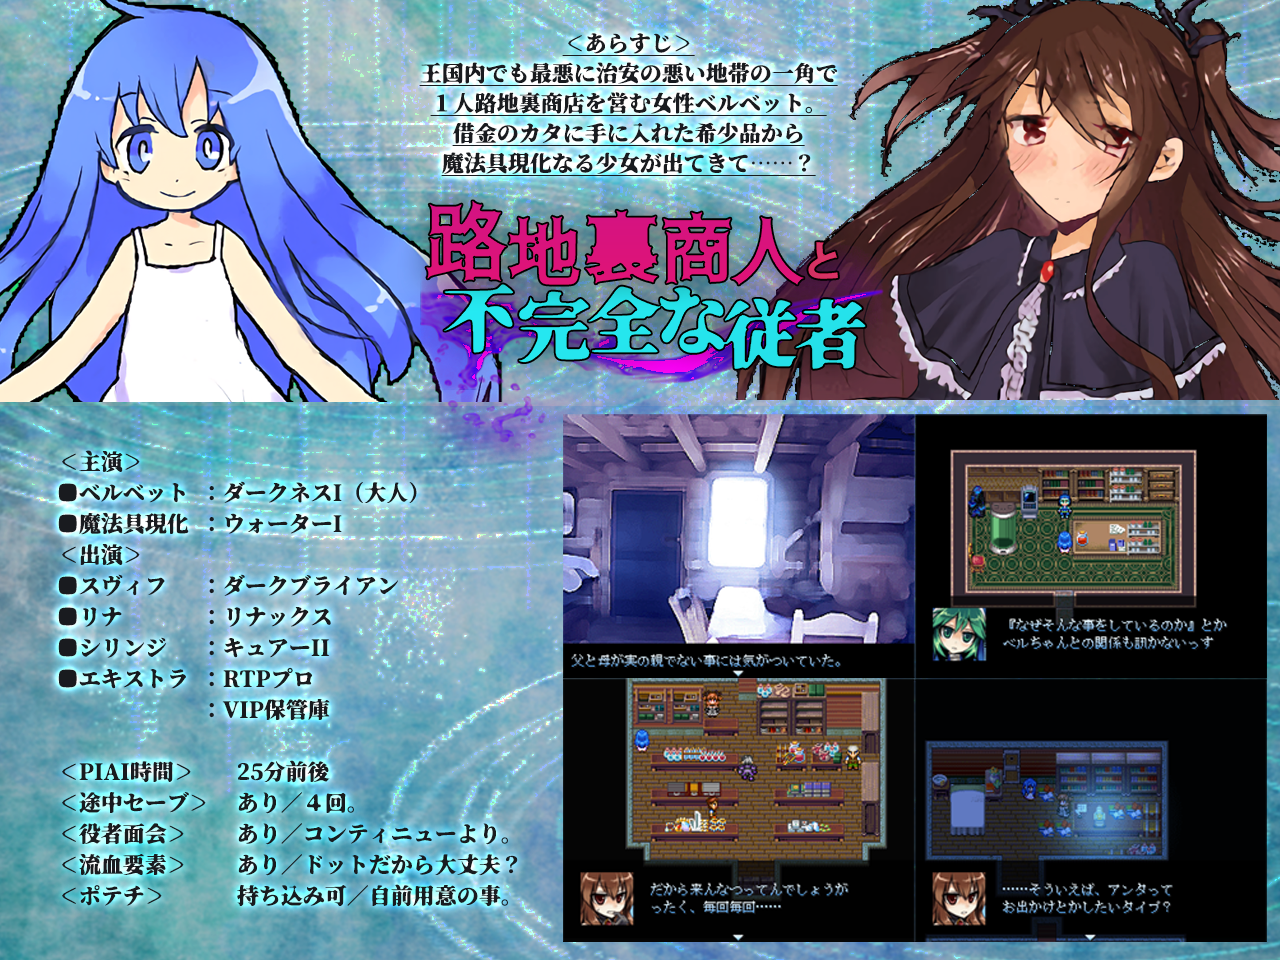 ＜あらすじ＞
王国内でも最悪に治安の悪い地帯の一角で
１人路地裏商店を営む女性ベルベット。
借金のカタに手に入れた希少品から
魔法具現化なる少女が出てきて……？
路地裏商人と
不完全な従者
＜主演＞
■ベルベット ：ダークネスI（大人）
■魔法具現化 ：ウォーターI
＜出演＞
■スヴィフ ：ダークブライアン
■リナ ：リナックス
■シリンジ ：キュアーII
■エキストラ ：RTPプロ
：VIP保管庫
＜PIAI時間＞ 25分前後
＜途中セーブ＞ あり／４回。
＜役者面会＞ あり／コンティニューより。
＜流血要素＞ あり／ドットだから大丈夫？
＜ポテチ＞ 持ち込み可／自前用意の事。
父と母が実の親でない事には気がついていた。
『なぜそんな事をしているのか』とか
ベルちゃんとの関係も訊かないっす
だから来んなつってんでしょうが
ったく、毎回毎回……
……そういえば、アンタって
お出かけとかしたいタイプ？